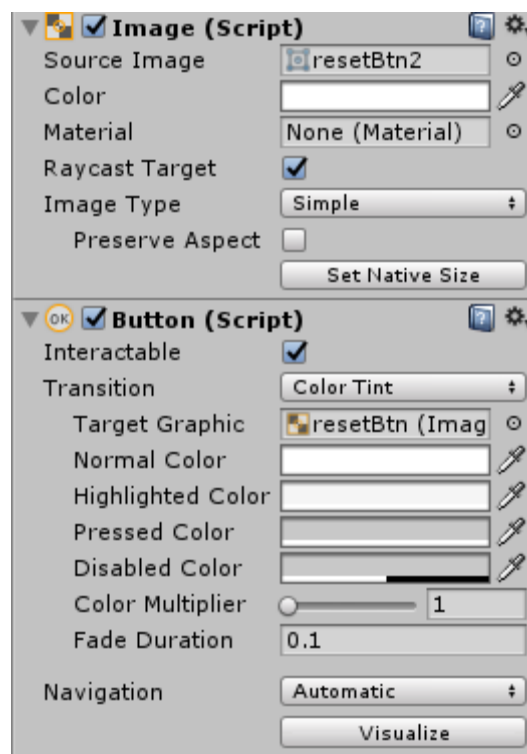 Image (Script)
Source Image resetBtn2
Color
Material None (Material)
Raycast Target
Image Type Simple
Preserve Aspect
Set Native Size
OK Button (Script)
Interactable
Transition Color Tint
Target Graphic resetBtn (Imag
Normal Color
Highlighted Color
Pressed Color
Disabled Color
Color Multiplier 1
Fade Duration 0.1
Navigation Automatic
Visualize